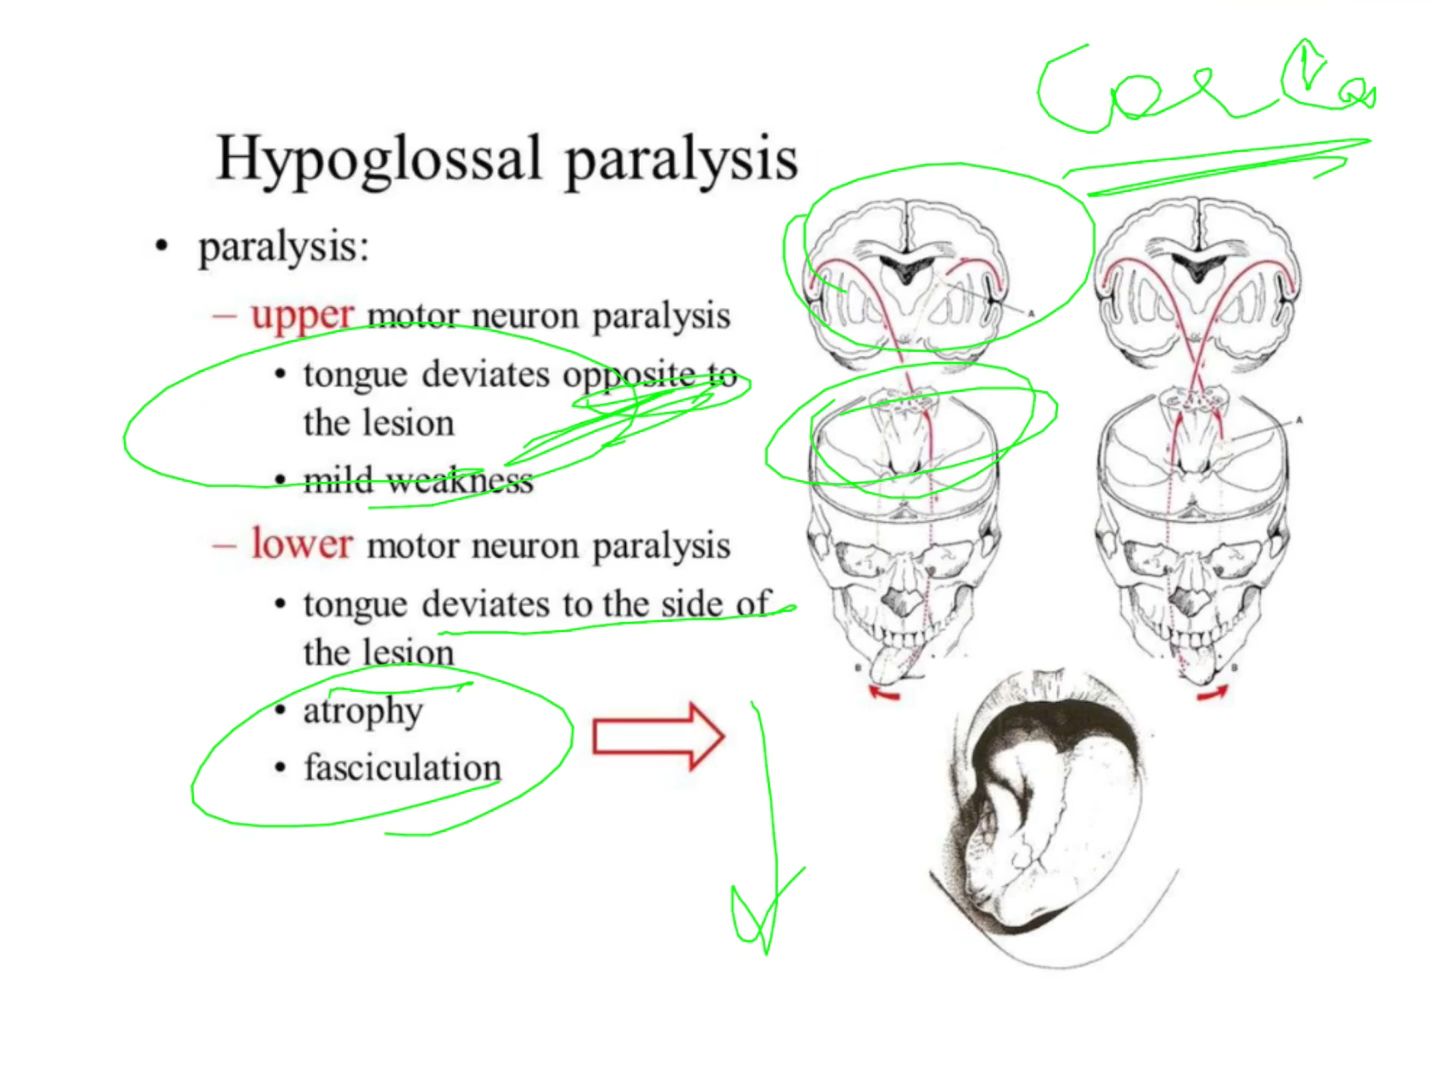 Hypoglossal paralysis
• paralysis:
– upper motor neuron paralysis
• tongue deviates opposite to
the lesion
• mild weakness
– lower motor neuron paralysis
• tongue deviates to the side of
the lesion
• atrophy
• fasciculation
A
A
B
B